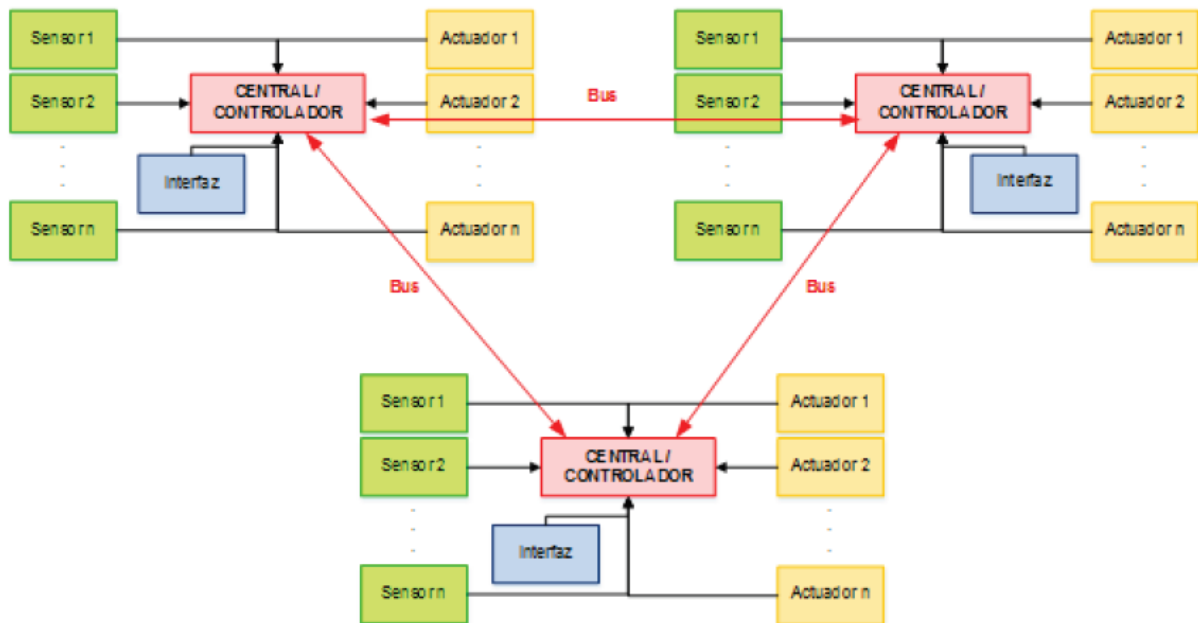 Sensor 1
Actuador 1
Sensor 2
CENTRAL /
CONTROLADOR
Actuador 2
Interfaz
Sensor n
Actuador n
Bus
Sensor 1
Actuador 1
Sensor 2
CENTRAL /
CONTROLADOR
Actuador 2
Interfaz
Sensor n
Actuador n
Bus
Bus
Sensor 1
Actuador 1
Sensor 2
CENTRAL /
CONTROLADOR
Actuador 2
Interfaz
Sensor n
Actuador n